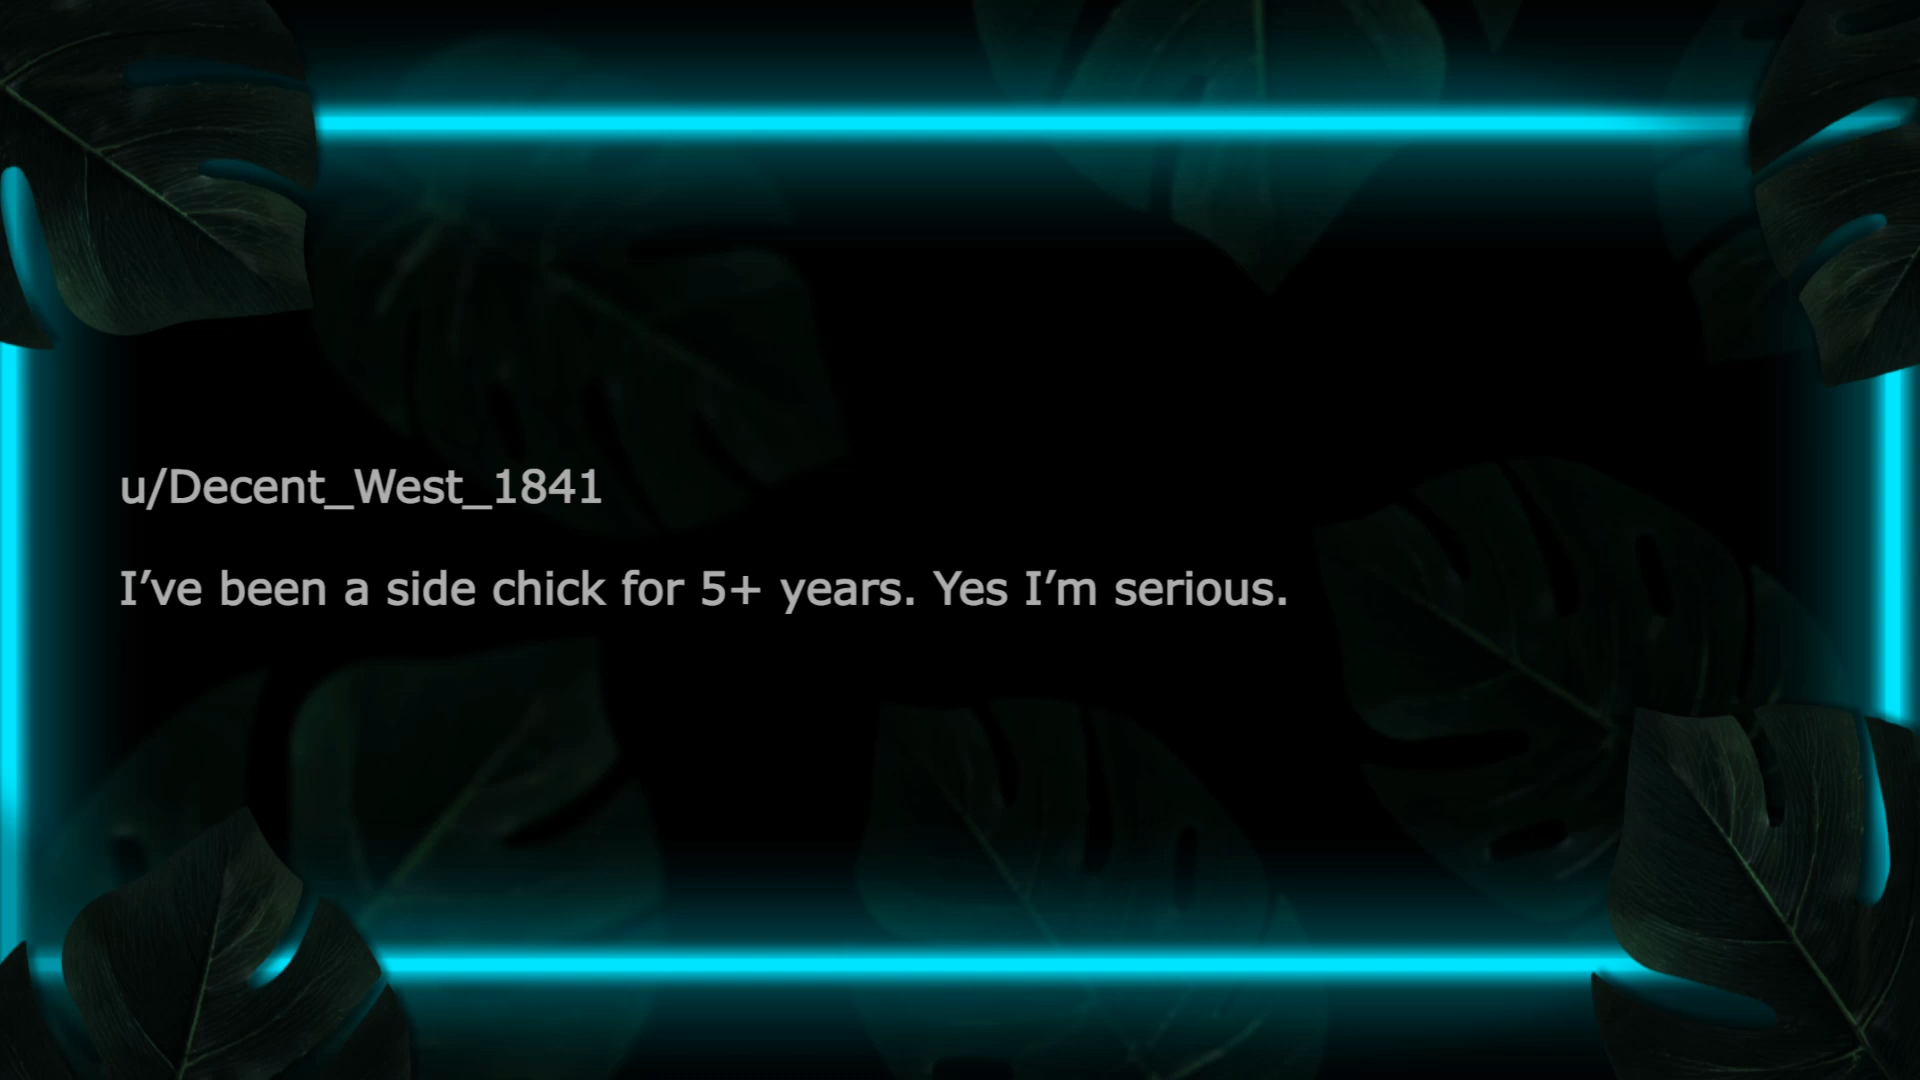 u/Decent_West_1841
I’ve been a side chick for 5+ years. Yes I’m serious.